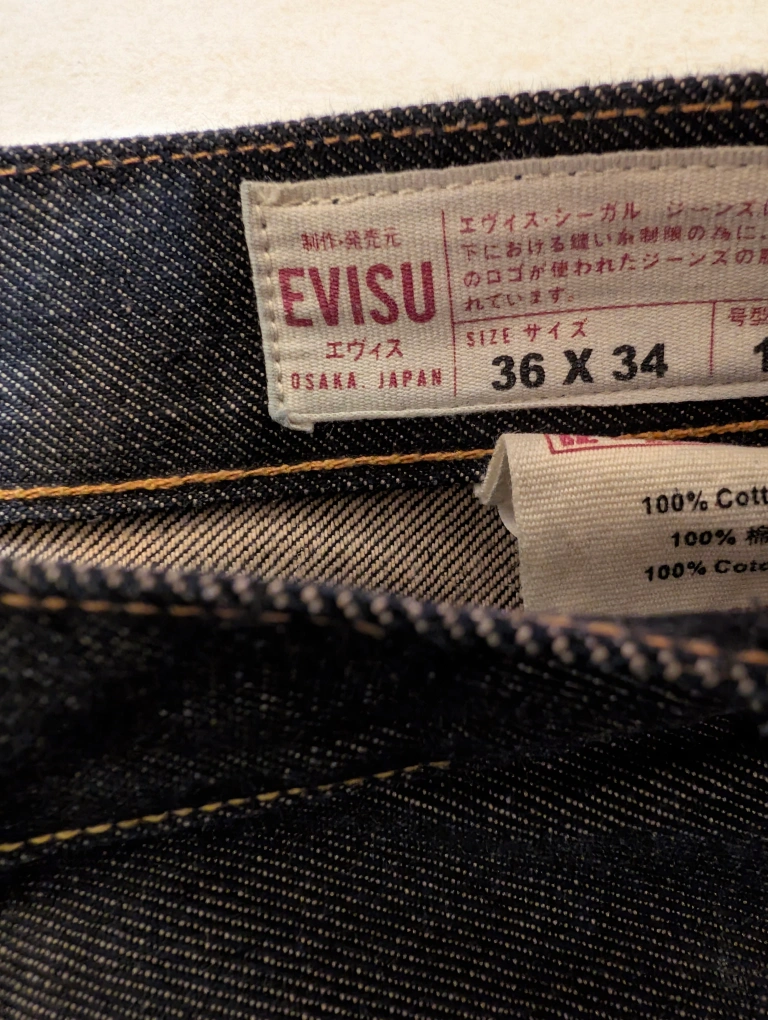 制作・発売元
EVISU
エヴィス
OSAKA, JAPAN
エヴィス・シーガル ジーンズ
下における縫い糸制限の為に、
のロゴが使われたジーンズの
れています。
SIZE サイズ
36 X 34
号型
1
100% Cott
100% 棉
100% Coto